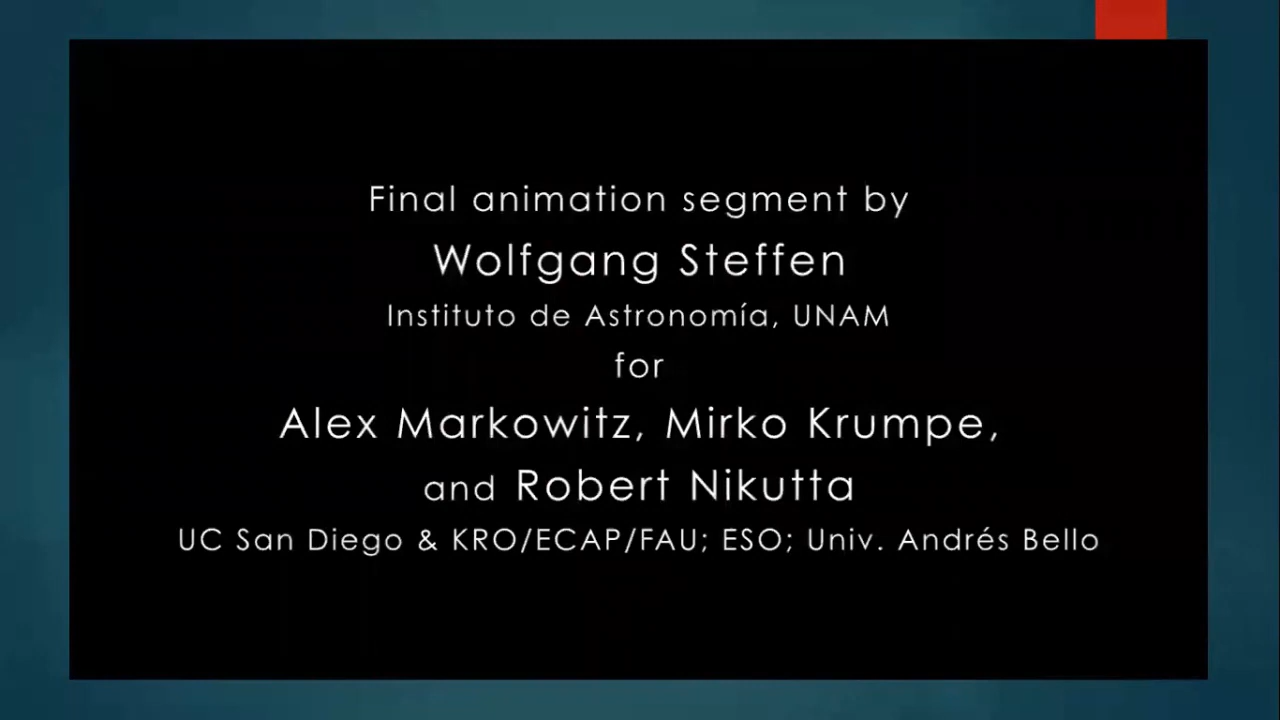 Final animation segment by
Wolfgang Steffen
Instituto de Astronomía, UNAM
for
Alex Markowitz, Mirko Krumpe,
and Robert Nikutta
UC San Diego & KRO/ECAP/FAU; ESO; Univ. Andrés Bello